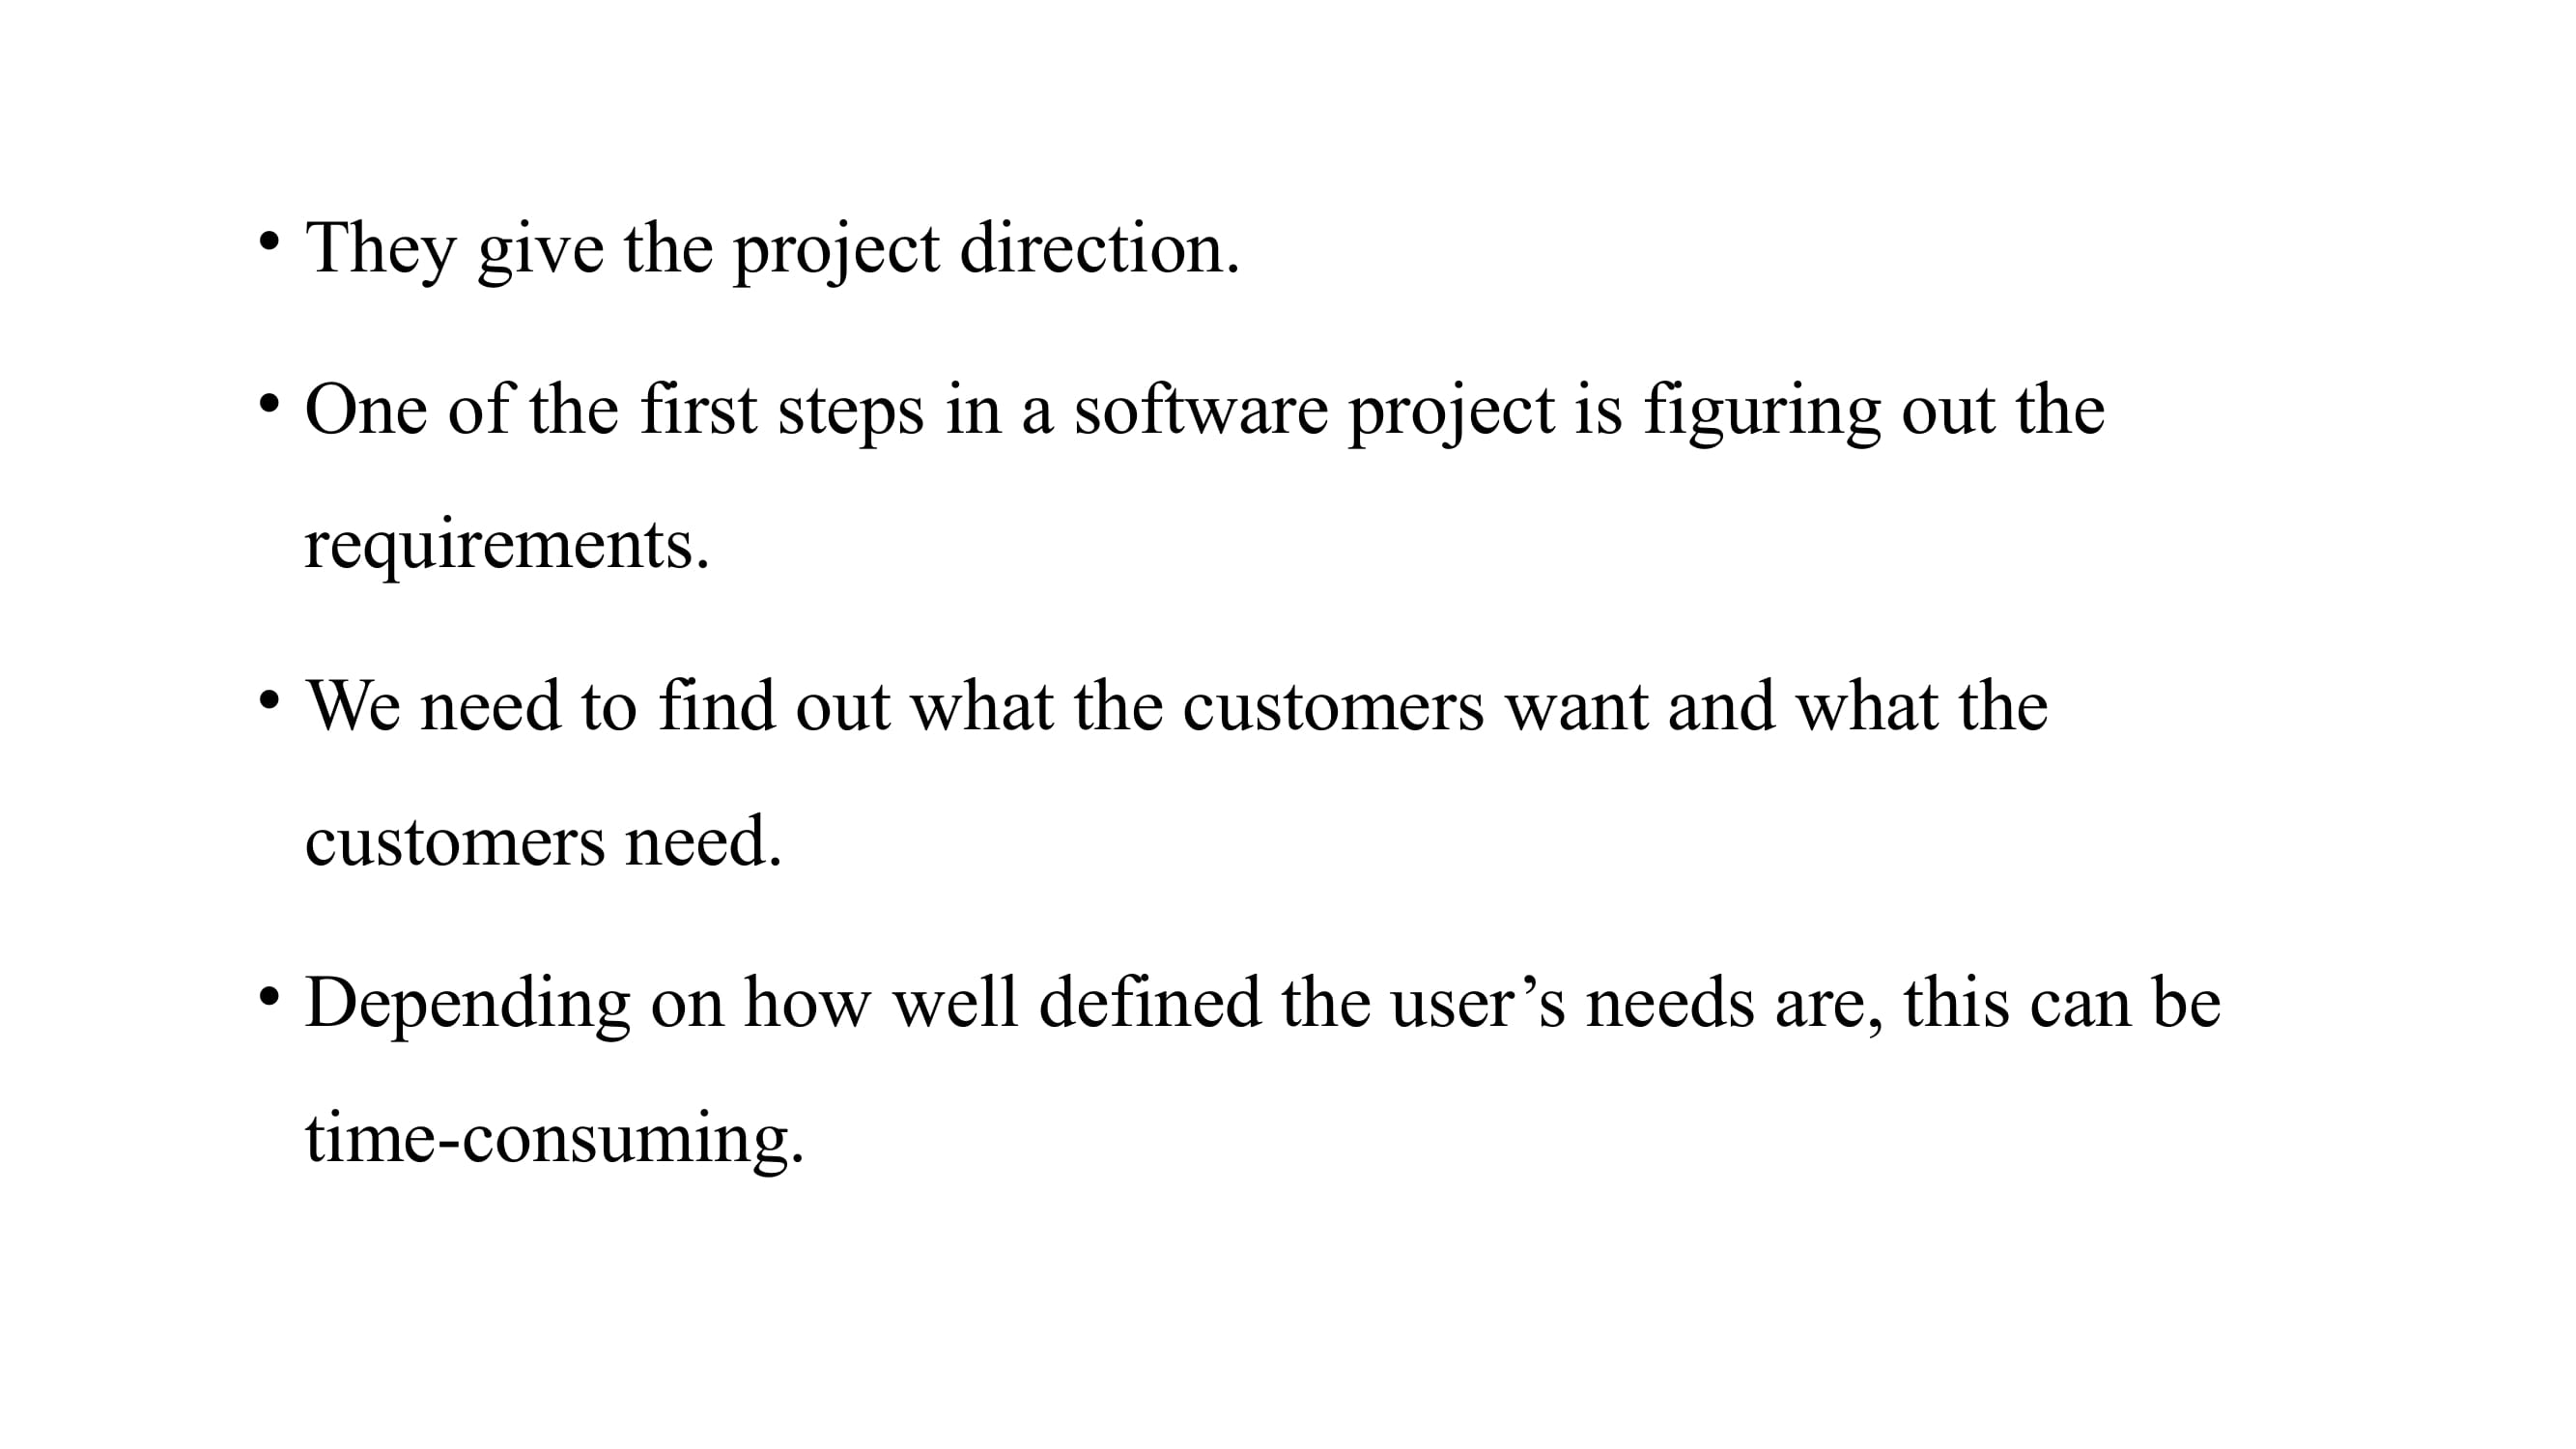 • They give the project direction.
• One of the first steps in a software project is figuring out the
requirements.
• We need to find out what the customers want and what the
customers need.
• Depending on how well defined the user’s needs are, this can be
time-consuming.